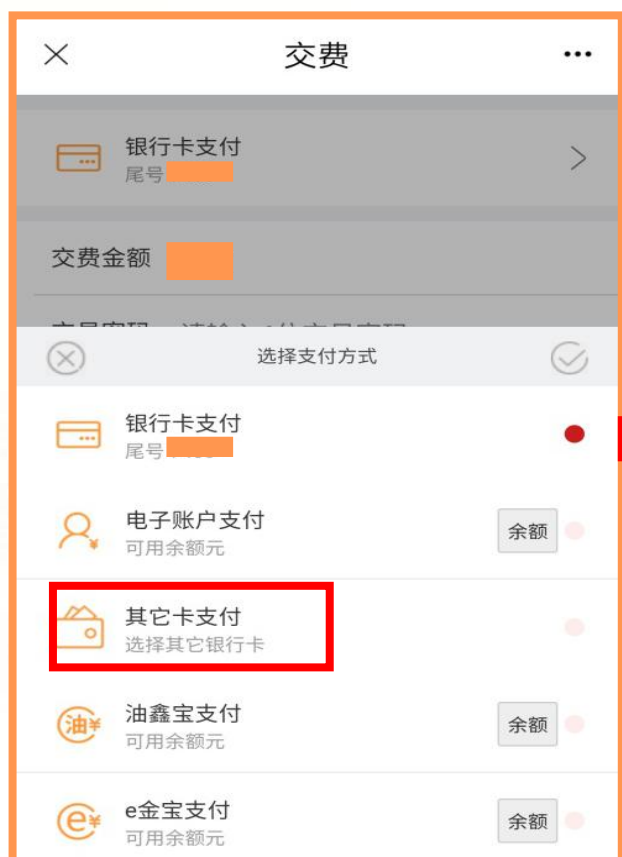 交费
银行卡支付
尾号
交费金额
选择支付方式
银行卡支付
尾号
电子账户支付
可用余额元
余额
其它卡支付
选择其它银行卡
油¥
油鑫宝支付
可用余额元
余额
e¥
e金宝支付
可用余额元
余额